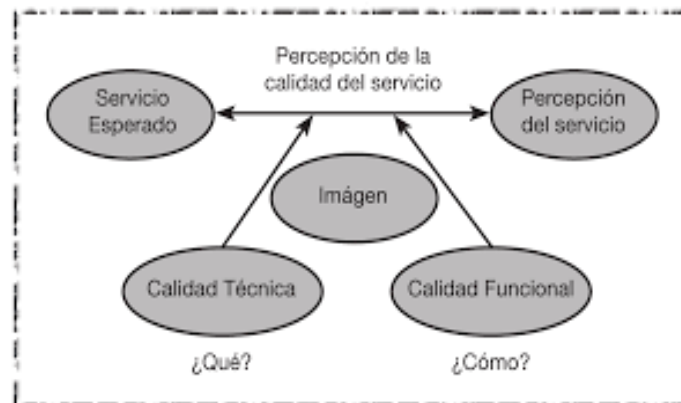 Percepción de la
calidad del servicio
Servicio
Esperado
Percepción
del servicio
Imágen
Calidad Técnica
Calidad Funcional
¿Qué?
¿Cómo?